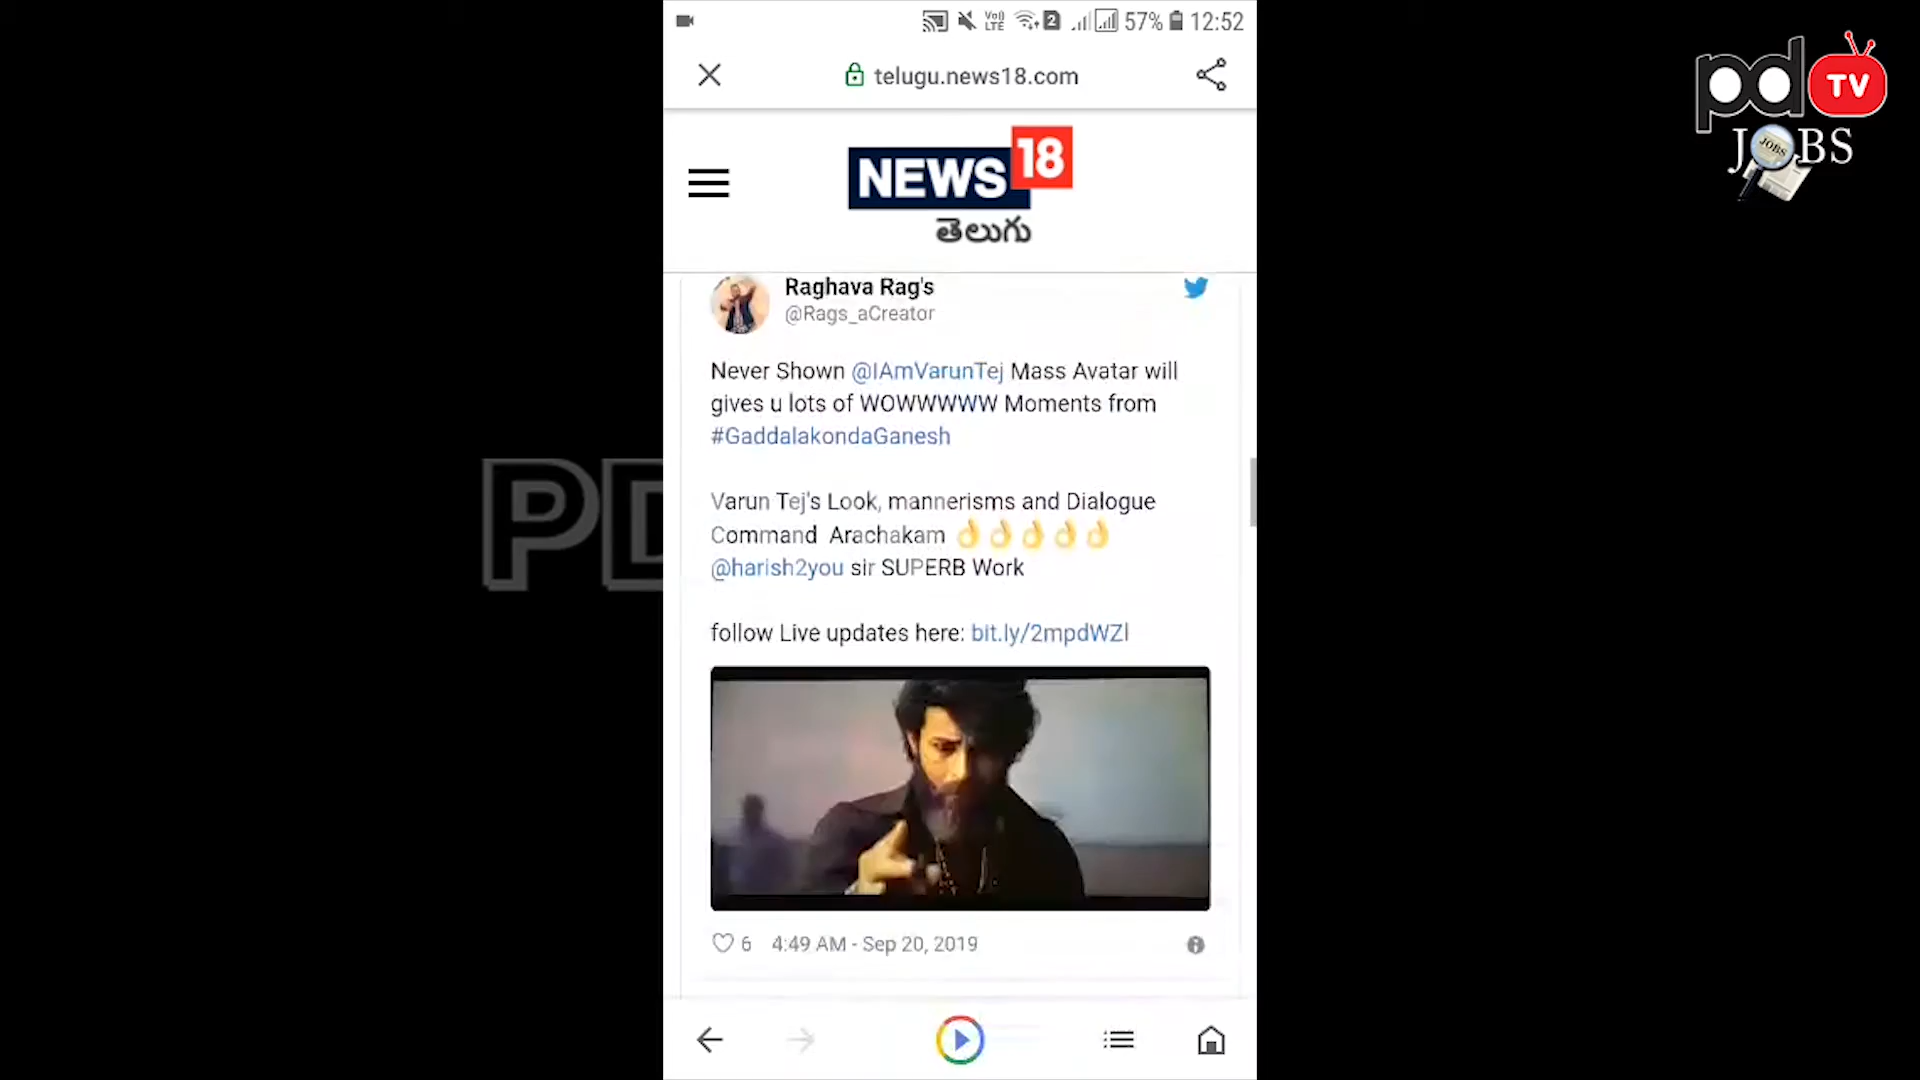 57% 12:52
telugu.news18.com
NEWS 18
తెలుగు
Raghava Rag's
@Rags_aCreator
Never Shown @IAmVarunTej Mass Avatar will
gives u lots of WOWWWWW Moments from
#GaddalakondaGanesh
Varun Tej's Look, mannerisms and Dialogue
Command Arachakam 👌👌👌👌👌
@harish2you sir SUPERB Work
follow Live updates here: bit.ly/2mpdWZl
6 4:49 AM - Sep 20, 2019
pd TV
JOBS
JOBS
PD